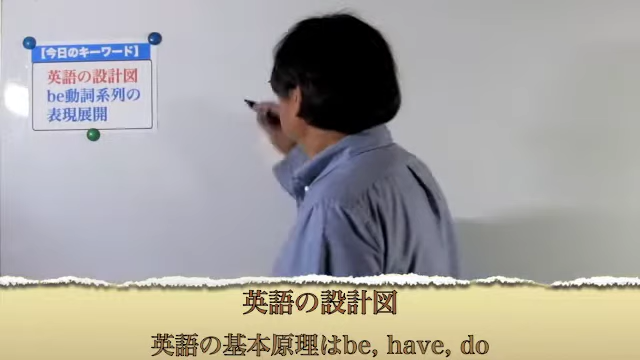 【今日のキーワード】
英語の設計図
be動詞系列の
表現展開
英語の設計図
英語の基本原理はbe, have, do